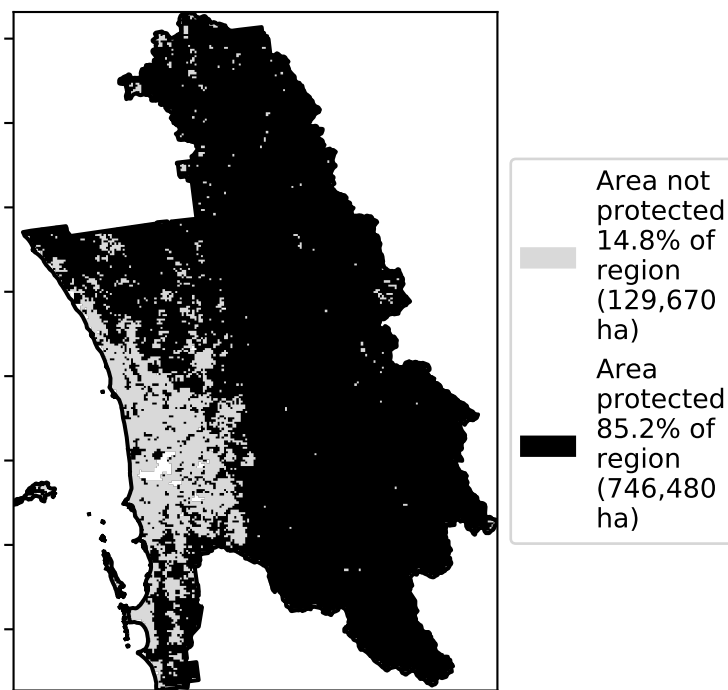 Area not
protected
14.8% of
region
(129,670
ha)
Area
protected
85.2% of
region
(746,480
ha)